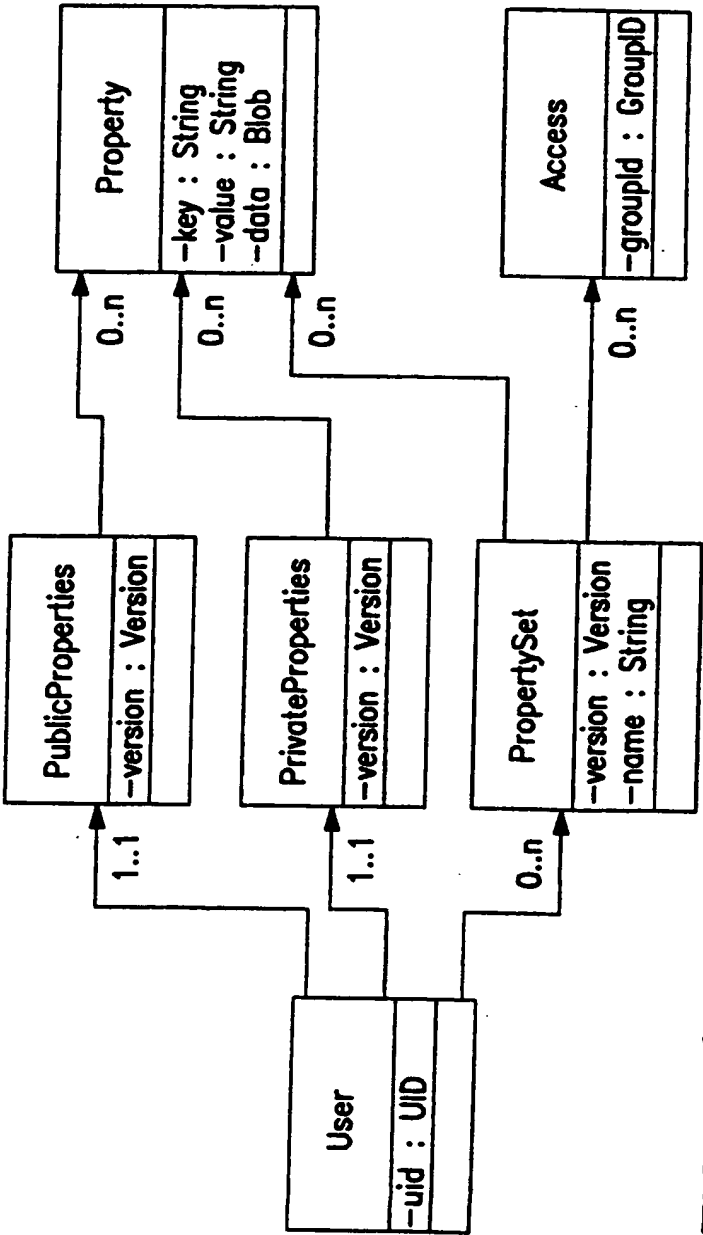 User
-uid : UID
1..1
1..1
0..n
PublicProperties
-version : Version
PrivateProperties
-version : Version
PropertySet
-version : Version
-name : String
0..n
0..n
0..n
0..n
Property
-key : String
-value : String
-data : Blob
Access
-groupId : GroupID